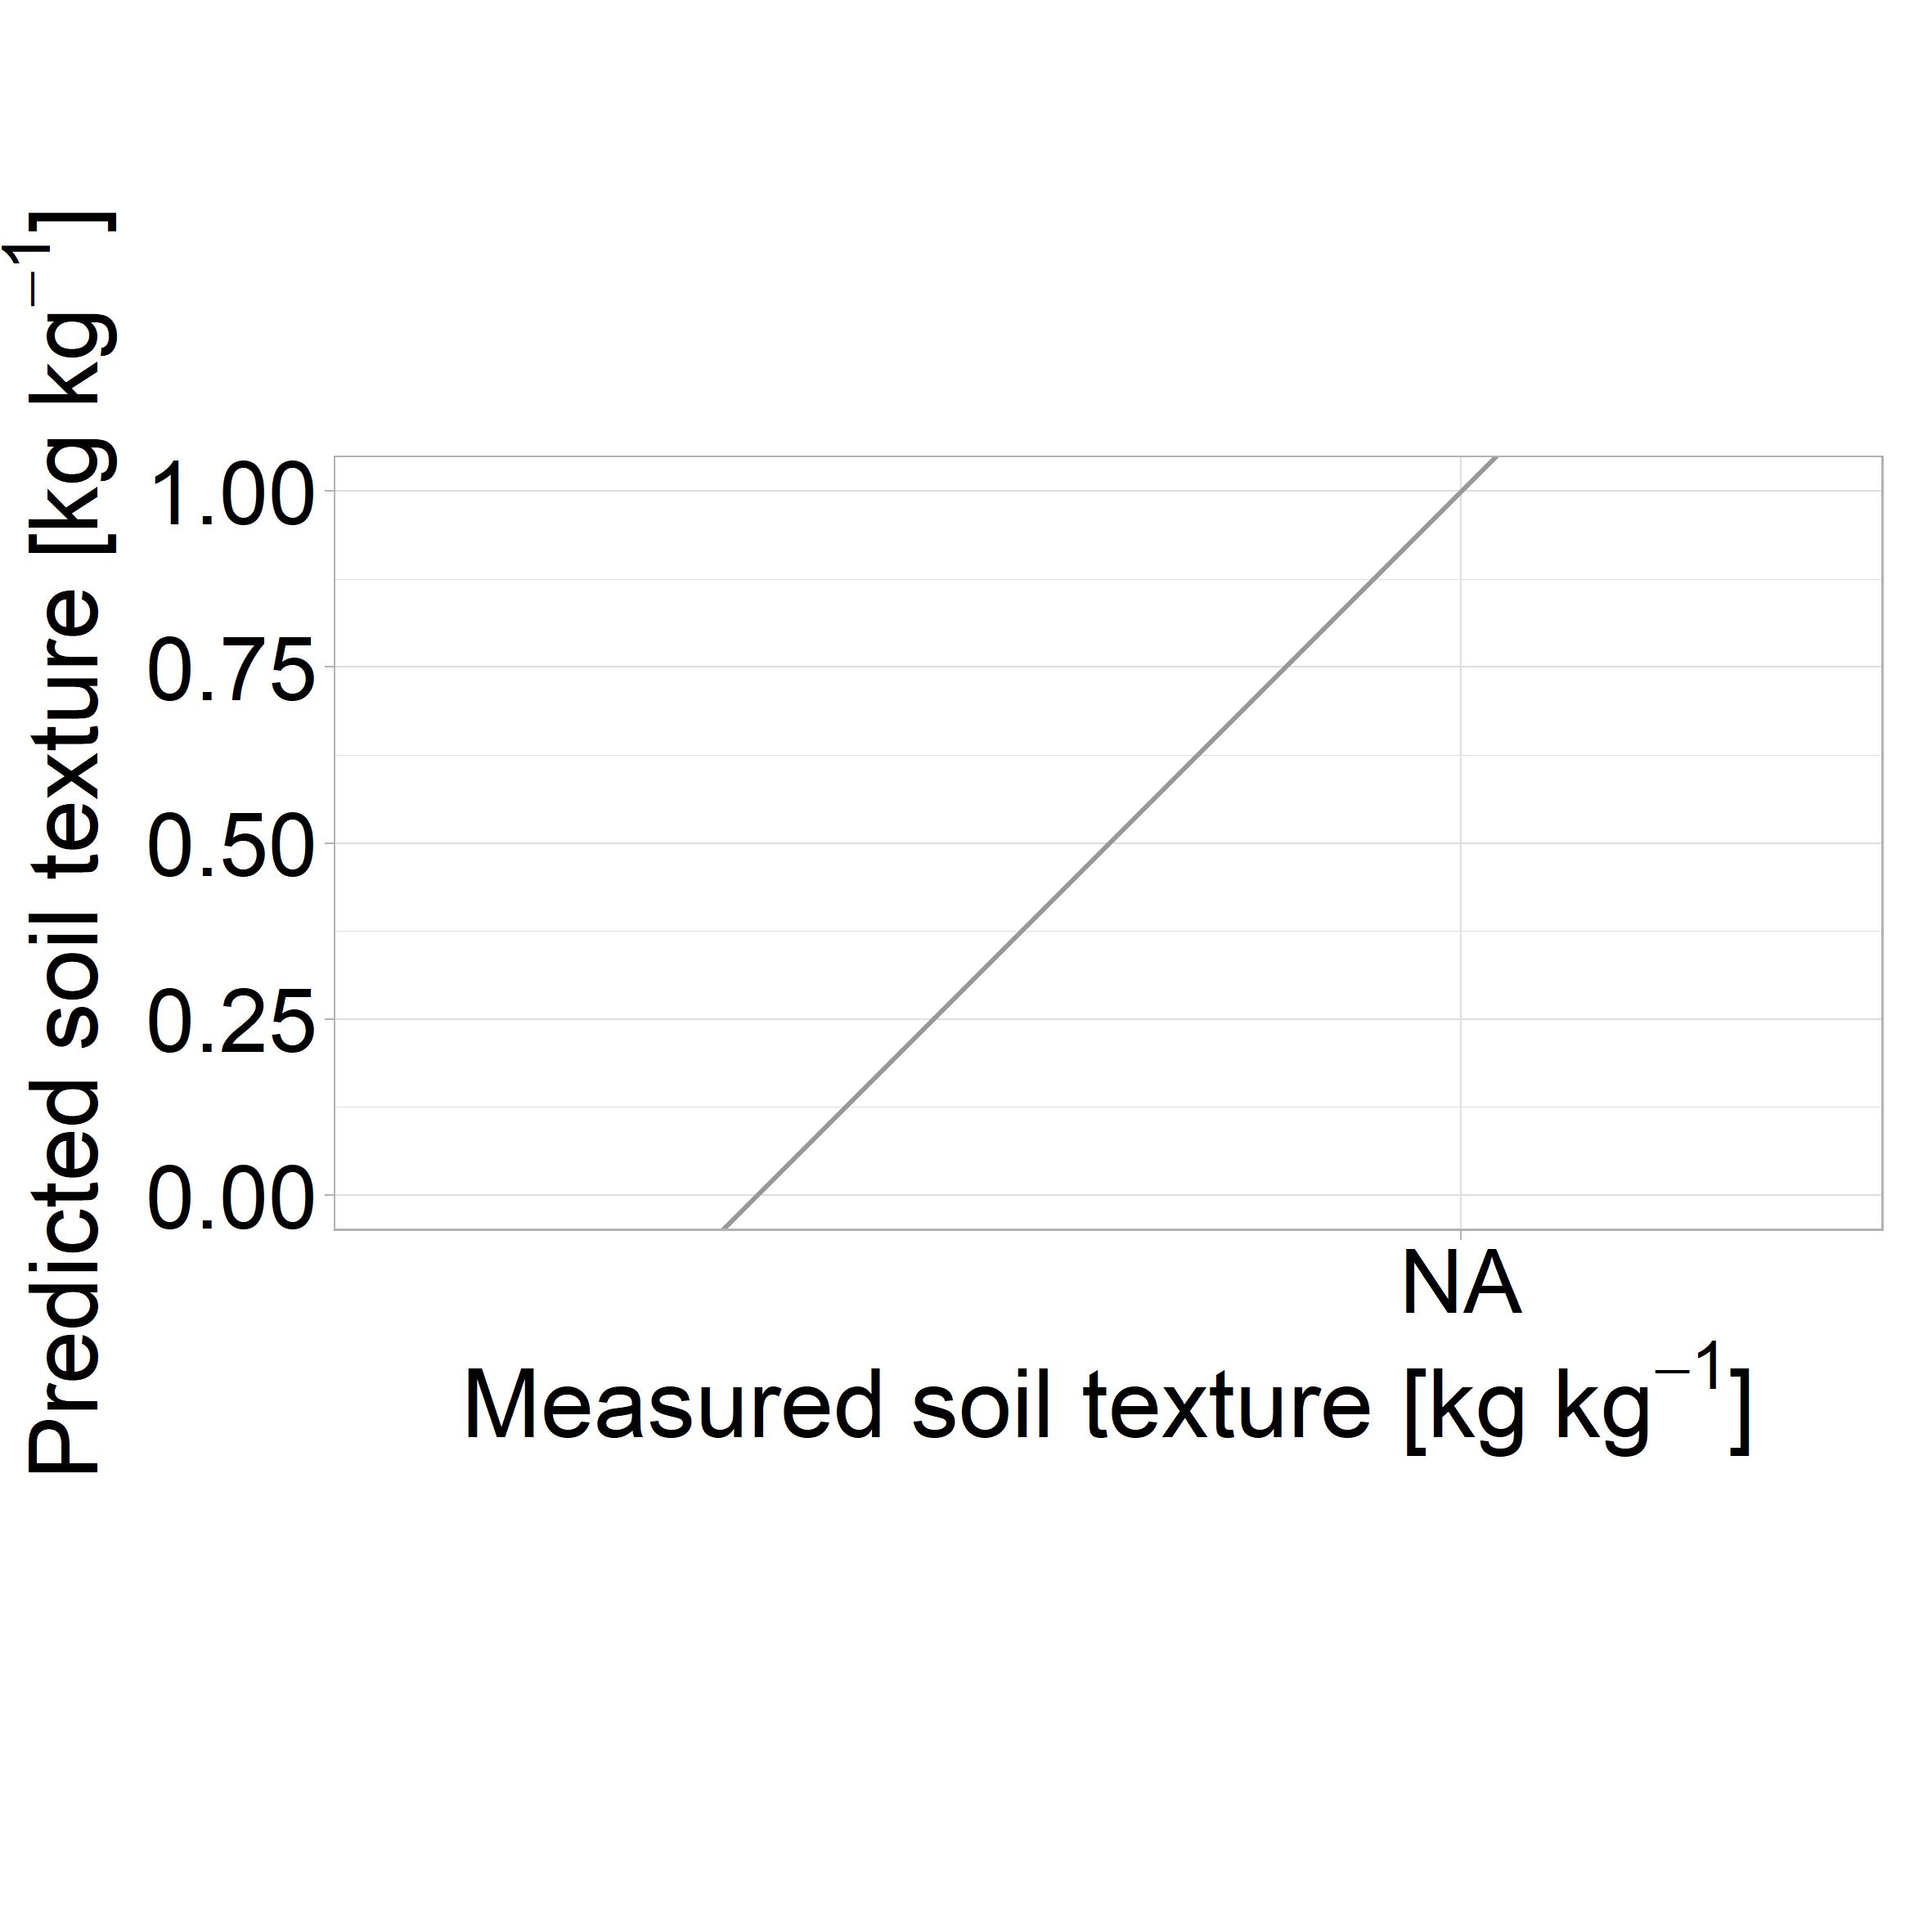 Predicted soil texture [kg kg⁻¹]
1.00
0.75
0.50
0.25
0.00
NA
Measured soil texture [kg kg⁻¹]